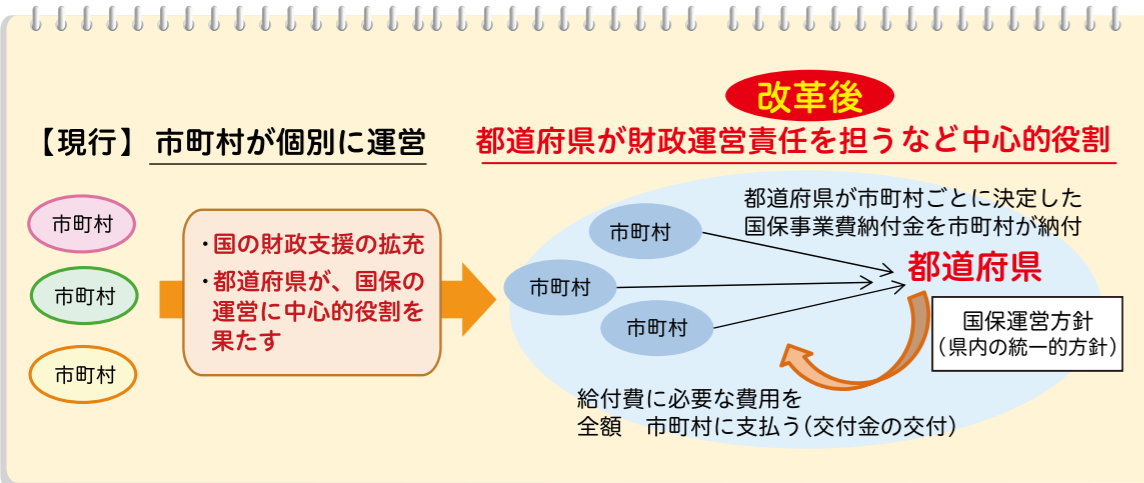 【現行】 市町村が個別に運営
市町村
市町村
市町村
・国の財政支援の拡充
・都道府県が、国保の
運営に中心的役割を
果たす
改革後
都道府県が財政運営責任を担うなど中心的役割
都道府県が市町村ごとに決定した
国保事業費納付金を市町村が納付
市町村
市町村
市町村
都道府県
国保運営方針
(県内の統一的方針)
給付費に必要な費用を
全額　市町村に支払う(交付金の交付)